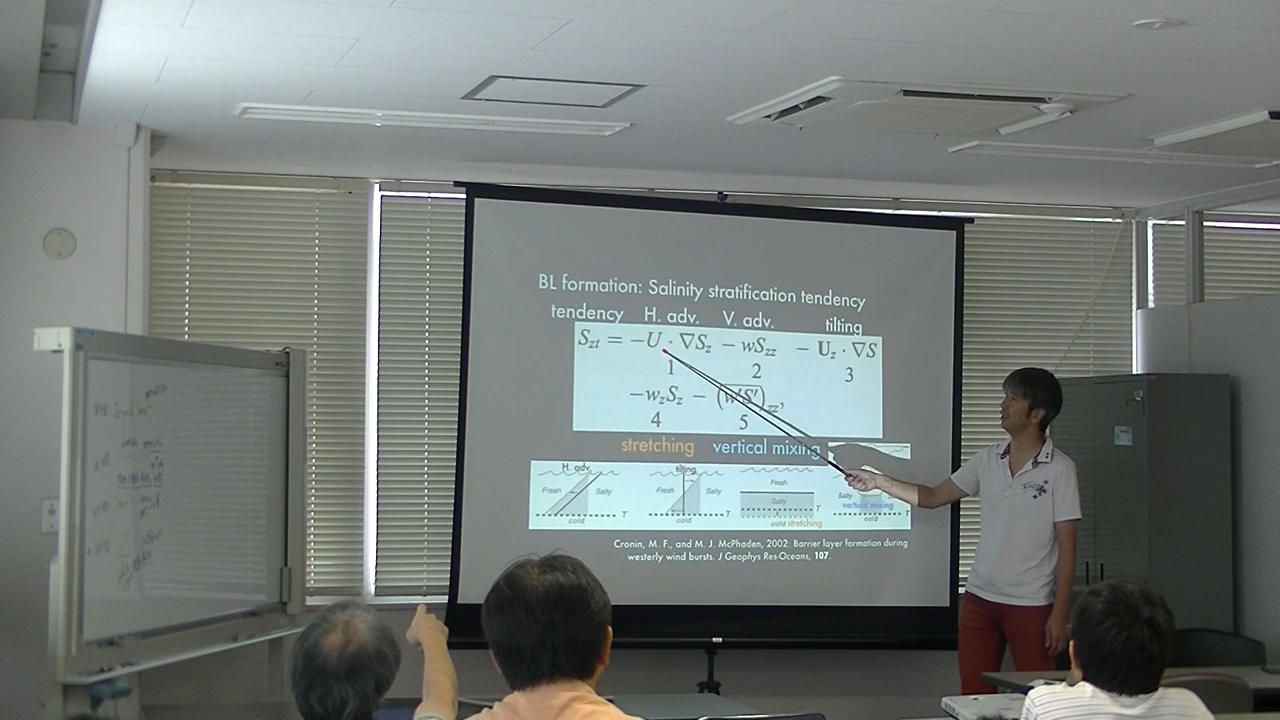 BL formation: Salinity stratification tendency
tendency H. adv. V. adv. tilting
S_zt = −U · ∇S_z − wS_zz − U_z · ∇S
1 2 3
−w_zS_z − (w′S′)_zz,
4 5
stretching vertical mixing
H. adv. tilting Fresh
Fresh Salty Fresh Salty Salty Salty
vertical mixing
T T T T
cold cold cold stretching cold
Cronin, M. F., and M. J. McPhaden, 2002: Barrier layer formation during
westerly wind bursts. J Geophys Res-Oceans, 107.